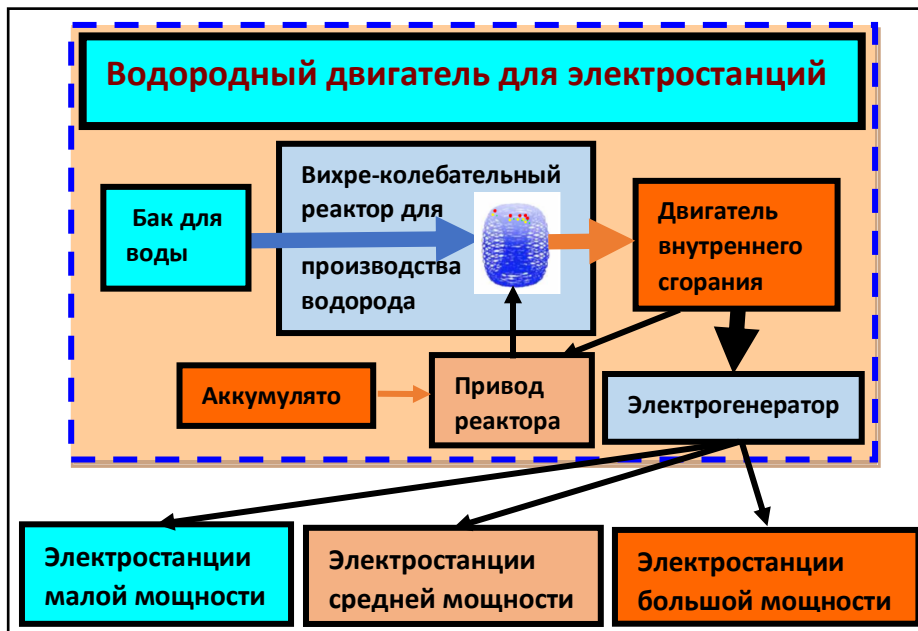 Водородный двигатель для электростанций
Вихре-колебательный
реактор для
производства
водорода
Бак для
воды
Двигатель
внутреннего
сгорания
Аккумулято
Привод
реактора
Электрогенератор
Электростанции
малой мощности
Электростанции
средней мощности
Электростанции
большой мощности